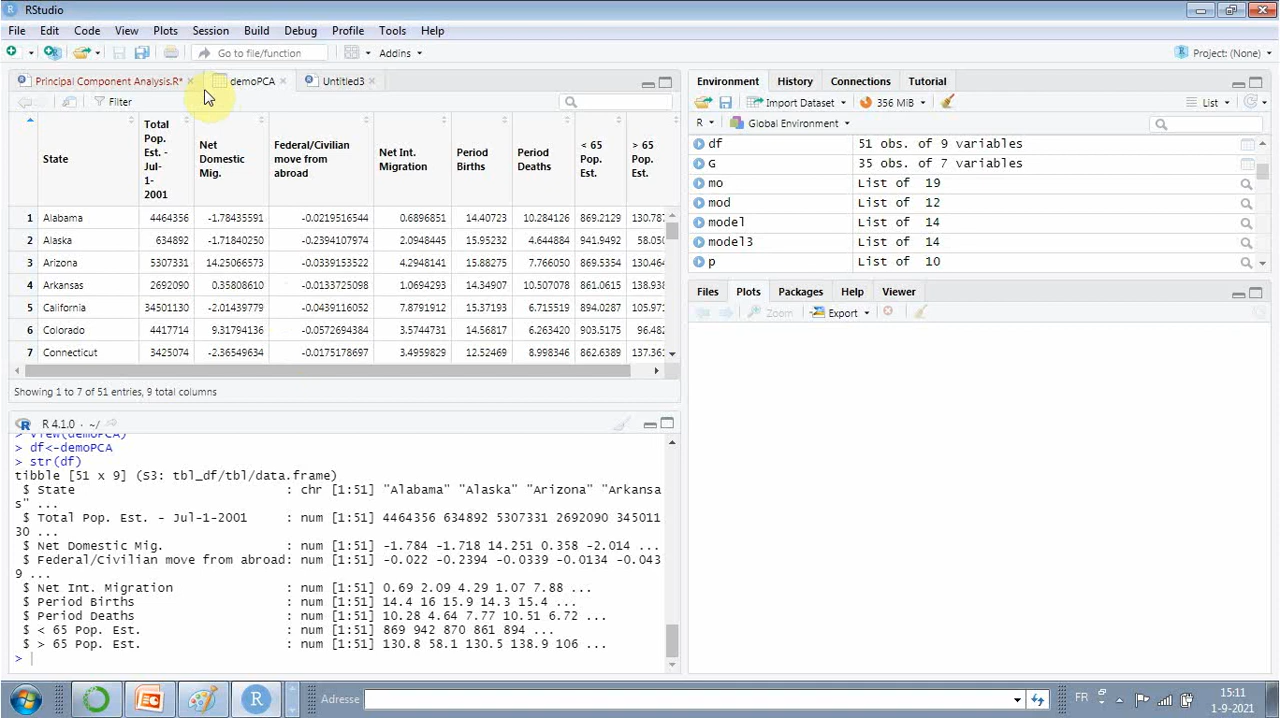 RStudio
File Edit Code View Plots Session Build Debug Profile Tools Help
Go to file/function Addins Project: (None)
Principal Component Analysis.R* demoPCA Untitled3
Filter
State Total Pop. Est. - Jul-1-2001 Net Domestic Mig. Federal/Civilian move from abroad Net Int. Migration Period Births Period Deaths < 65 Pop. Est. > 65 Pop. Est.
1 Alabama 4464356 -1.78435591 -0.0219516544 0.6896851 14.40723 10.284126 869.2129 130.787
2 Alaska 634892 -1.71840250 -0.2394107974 2.0948445 15.95232 4.644884 941.9492 58.050
3 Arizona 5307331 14.25066573 -0.0339153522 4.2948141 15.88275 7.766050 869.5354 130.464
4 Arkansas 2692090 0.35808610 -0.0133725098 1.0694293 14.34907 10.507078 861.0615 138.938
5 California 34501130 -2.01439779 -0.0439116052 7.8791912 15.37193 6.715519 894.0287 105.971
6 Colorado 4417714 9.31794136 -0.0572694384 3.5744731 14.56817 6.263420 903.5175 96.482
7 Connecticut 3425074 -2.36549634 -0.0175178697 3.4959829 12.52469 8.998346 862.6389 137.361
Showing 1 to 7 of 51 entries, 9 total columns
R 4.1.0 · ~/
> View(demoPCA)
> df<-demoPCA
> str(df)
tibble [51 x 9] (S3: tbl_df/tbl/data.frame)
$ State : chr [1:51] "Alabama" "Alaska" "Arizona" "Arkansa
s" ...
$ Total Pop. Est. - Jul-1-2001 : num [1:51] 4464356 634892 5307331 2692090 345011
30 ...
$ Net Domestic Mig. : num [1:51] -1.784 -1.718 14.251 0.358 -2.014 ...
$ Federal/Civilian move from abroad: num [1:51] -0.022 -0.2394 -0.0339 -0.0134 -0.043
9 ...
$ Net Int. Migration : num [1:51] 0.69 2.09 4.29 1.07 7.88 ...
$ Period Births : num [1:51] 14.4 16 15.9 14.3 15.4 ...
$ Period Deaths : num [1:51] 10.28 4.64 7.77 10.51 6.72 ...
$ < 65 Pop. Est. : num [1:51] 869 942 870 861 894 ...
$ > 65 Pop. Est. : num [1:51] 130.8 58.1 130.5 138.9 106 ...
>
Environment History Connections Tutorial
Import Dataset 356 MiB List
R Global Environment
df 51 obs. of 9 variables
G 35 obs. of 7 variables
mo List of 19
mod List of 12
model List of 14
model3 List of 14
p List of 10
Files Plots Packages Help Viewer
Zoom Export
Adresse FR 15:11
1-9-2021